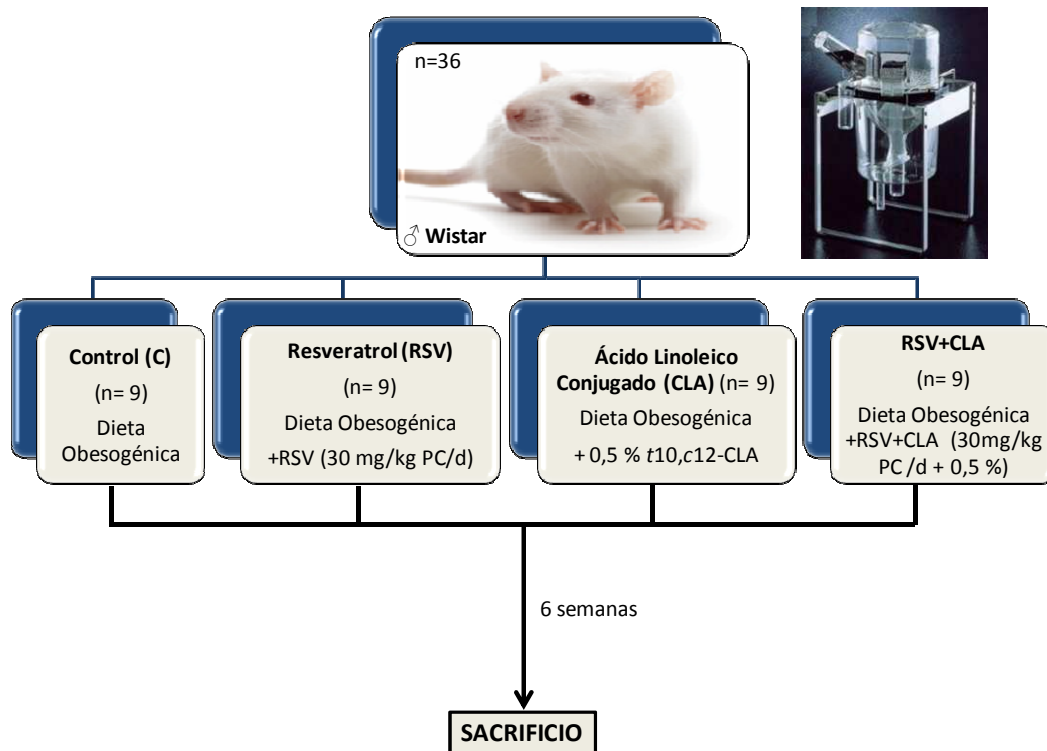 n=36
♂ Wistar
Control (C)
(n= 9)
Dieta
Obesogénica
Resveratrol (RSV)
(n= 9)
Dieta Obesogénica
+RSV (30 mg/kg PC/d)
Ácido Linoleico
Conjugado (CLA) (n= 9)
Dieta Obesogénica
+ 0,5 % t10,c12-CLA
RSV+CLA
(n= 9)
Dieta Obesogénica
+RSV+CLA (30mg/kg
PC /d + 0,5 %)
6 semanas
SACRIFICIO